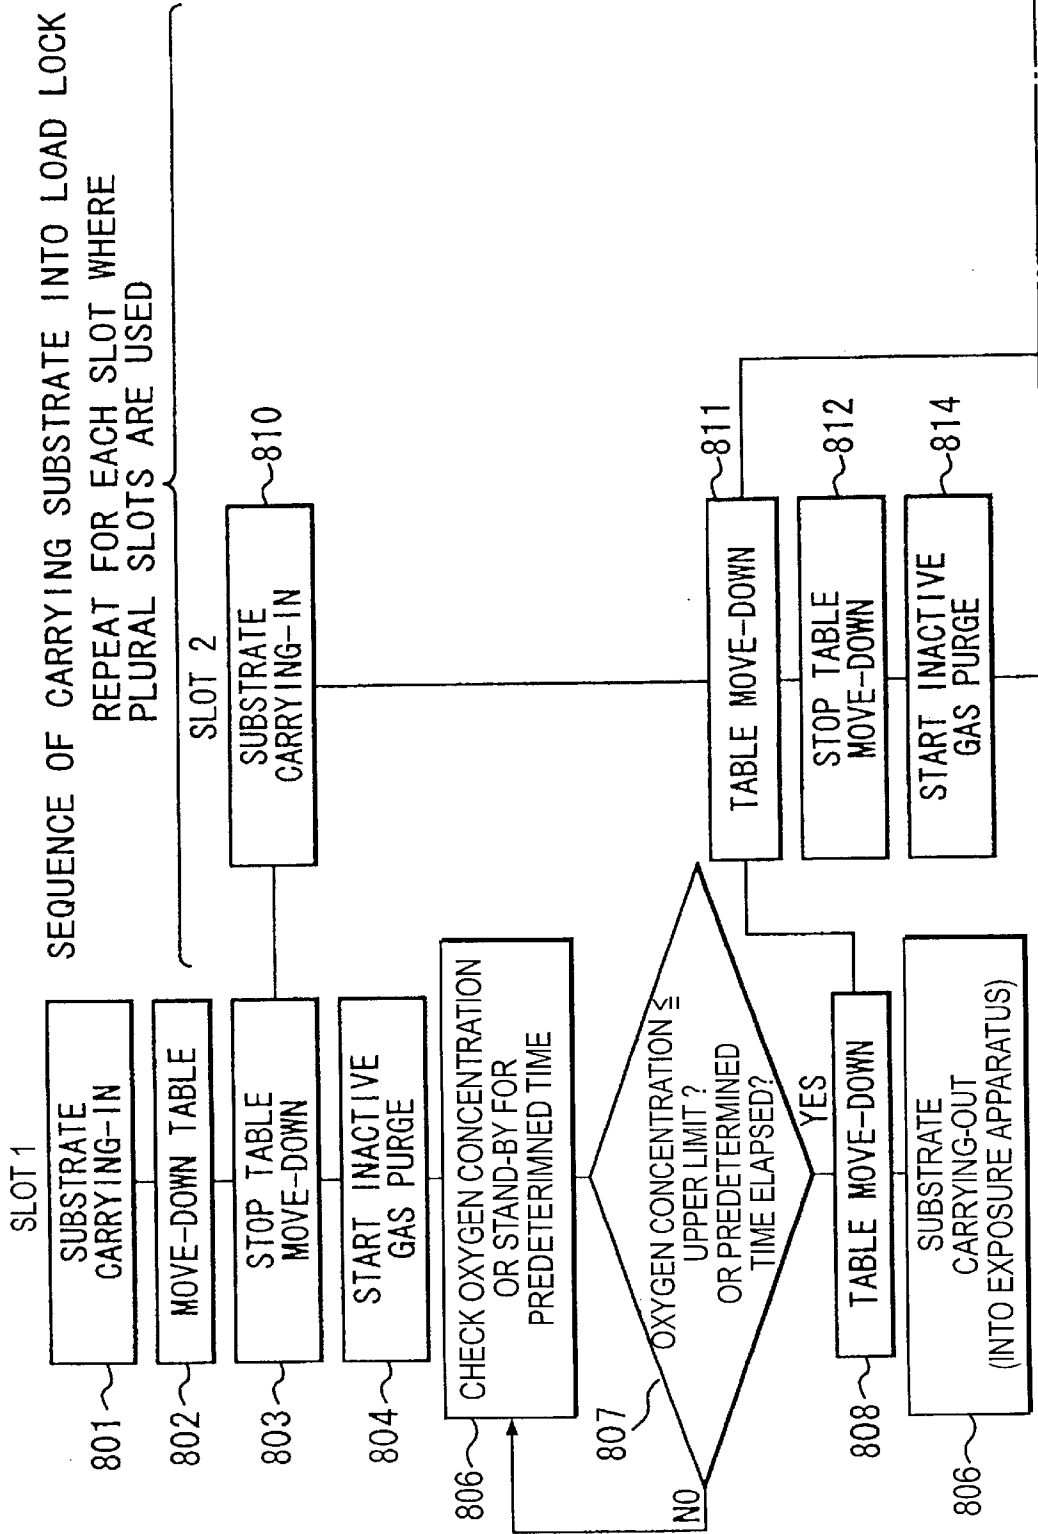 SEQUENCE OF CARRYING SUBSTRATE INTO LOAD LOCK
REPEAT FOR EACH SLOT WHERE
PLURAL SLOTS ARE USED
SLOT 1
SUBSTRATE
CARRYING-IN
801
MOVE-DOWN TABLE
802
STOP TABLE
MOVE-DOWN
803
START INACTIVE
GAS PURGE
804
CHECK OXYGEN CONCENTRATION
OR STAND-BY FOR
PREDETERIMNED TIME
806
OXYGEN CONCENTRATION ≦
UPPER LIMIT ?
OR PREDETERMINED
TIME ELAPSED?
807
NO
YES
TABLE MOVE-DOWN
808
SUBSTRATE
CARRYING-OUT
(INTO EXPOSURE APPARATUS)
806
SLOT 2
SUBSTRATE
CARRYING-IN
810
TABLE MOVE-DOWN
811
STOP TABLE
MOVE-DOWN
812
START INACTIVE
GAS PURGE
814